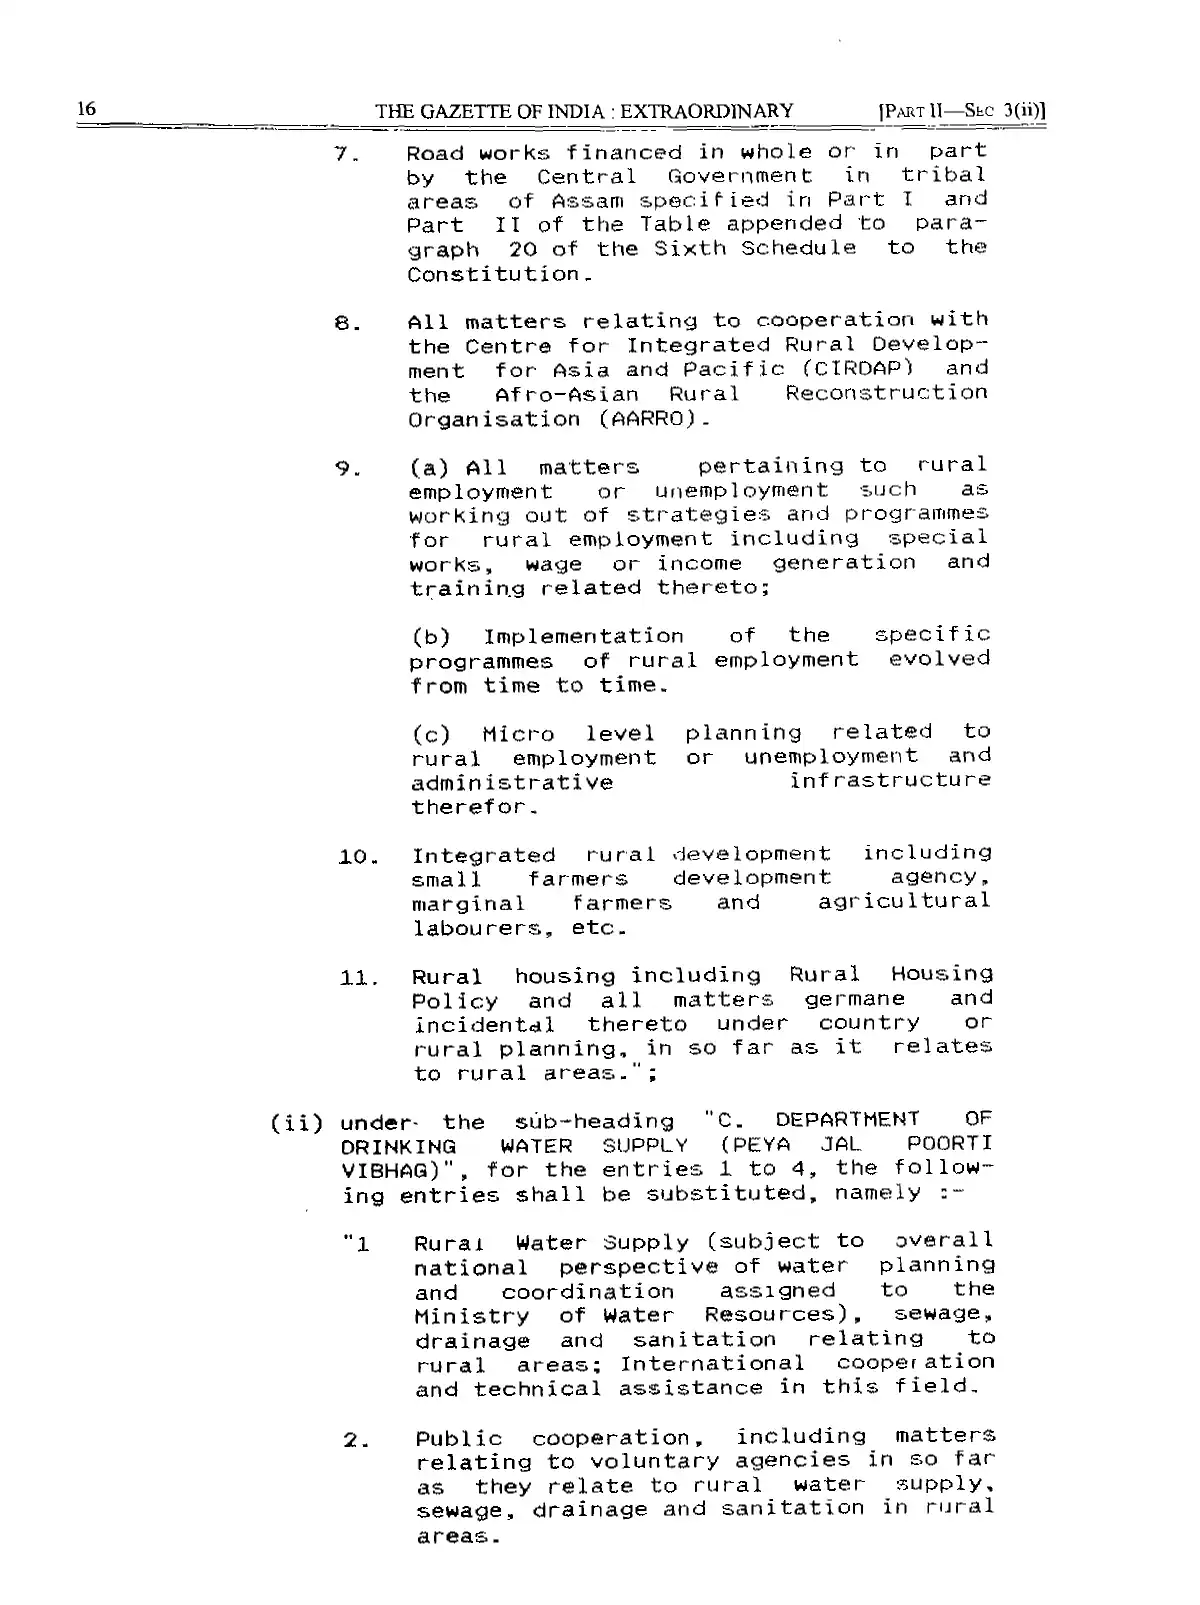 16 THE GAZETTE OF INDIA : EXTRAORDINARY [PART II—SEC 3(ii)]
7. Road works financed in whole or in part
by the Central Government in tribal
areas of Assam specified in Part I and
Part II of the Table appended to para-
graph 20 of the Sixth Schedule to the
Constitution.
8. All matters relating to cooperation with
the Centre for Integrated Rural Develop-
ment for Asia and Pacific (CIRDAP) and
the Afro-Asian Rural Reconstruction
Organisation (AARRO).
9. (a) All matters pertaining to rural
employment or unemployment such as
working out of strategies and programmes
for rural employment including special
works, wage or income generation and
training related thereto;
(b) Implementation of the specific
programmes of rural employment evolved
from time to time.
(c) Micro level planning related to
rural employment or unemployment and
administrative infrastructure
therefor.
10. Integrated rural development including
small farmers development agency,
marginal farmers and agricultural
labourers, etc.
11. Rural housing including Rural Housing
Policy and all matters germane and
incidental thereto under country or
rural planning, in so far as it relates
to rural areas.";
(ii) under the sub-heading "C. DEPARTMENT OF
DRINKING WATER SUPPLY (PEYA JAL POORTI
VIBHAG)", for the entries 1 to 4, the follow-
ing entries shall be substituted, namely :-
"1 Rural Water Supply (subject to overall
national perspective of water planning
and coordination assigned to the
Ministry of Water Resources), sewage,
drainage and sanitation relating to
rural areas; International cooperation
and technical assistance in this field.
2. Public cooperation, including matters
relating to voluntary agencies in so far
as they relate to rural water supply,
sewage, drainage and sanitation in rural
areas.